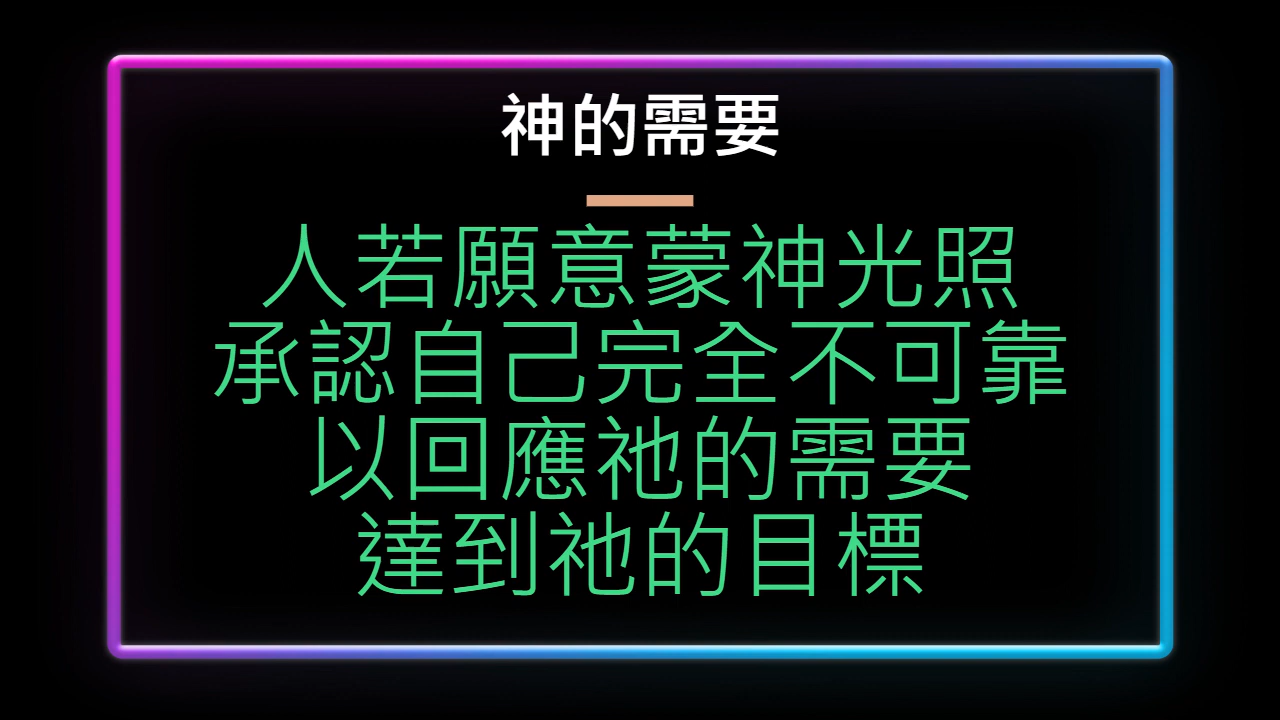 神的需要
人若願意蒙神光照
承認自己完全不可靠
以回應祂的需要
達到祂的目標